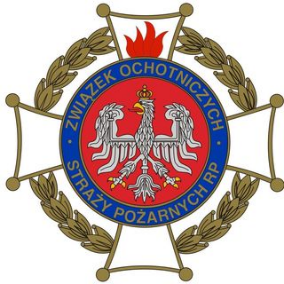 ZWIĄZEK OCHOTNICZYCH
STRAŻY POŻARNYCH RP